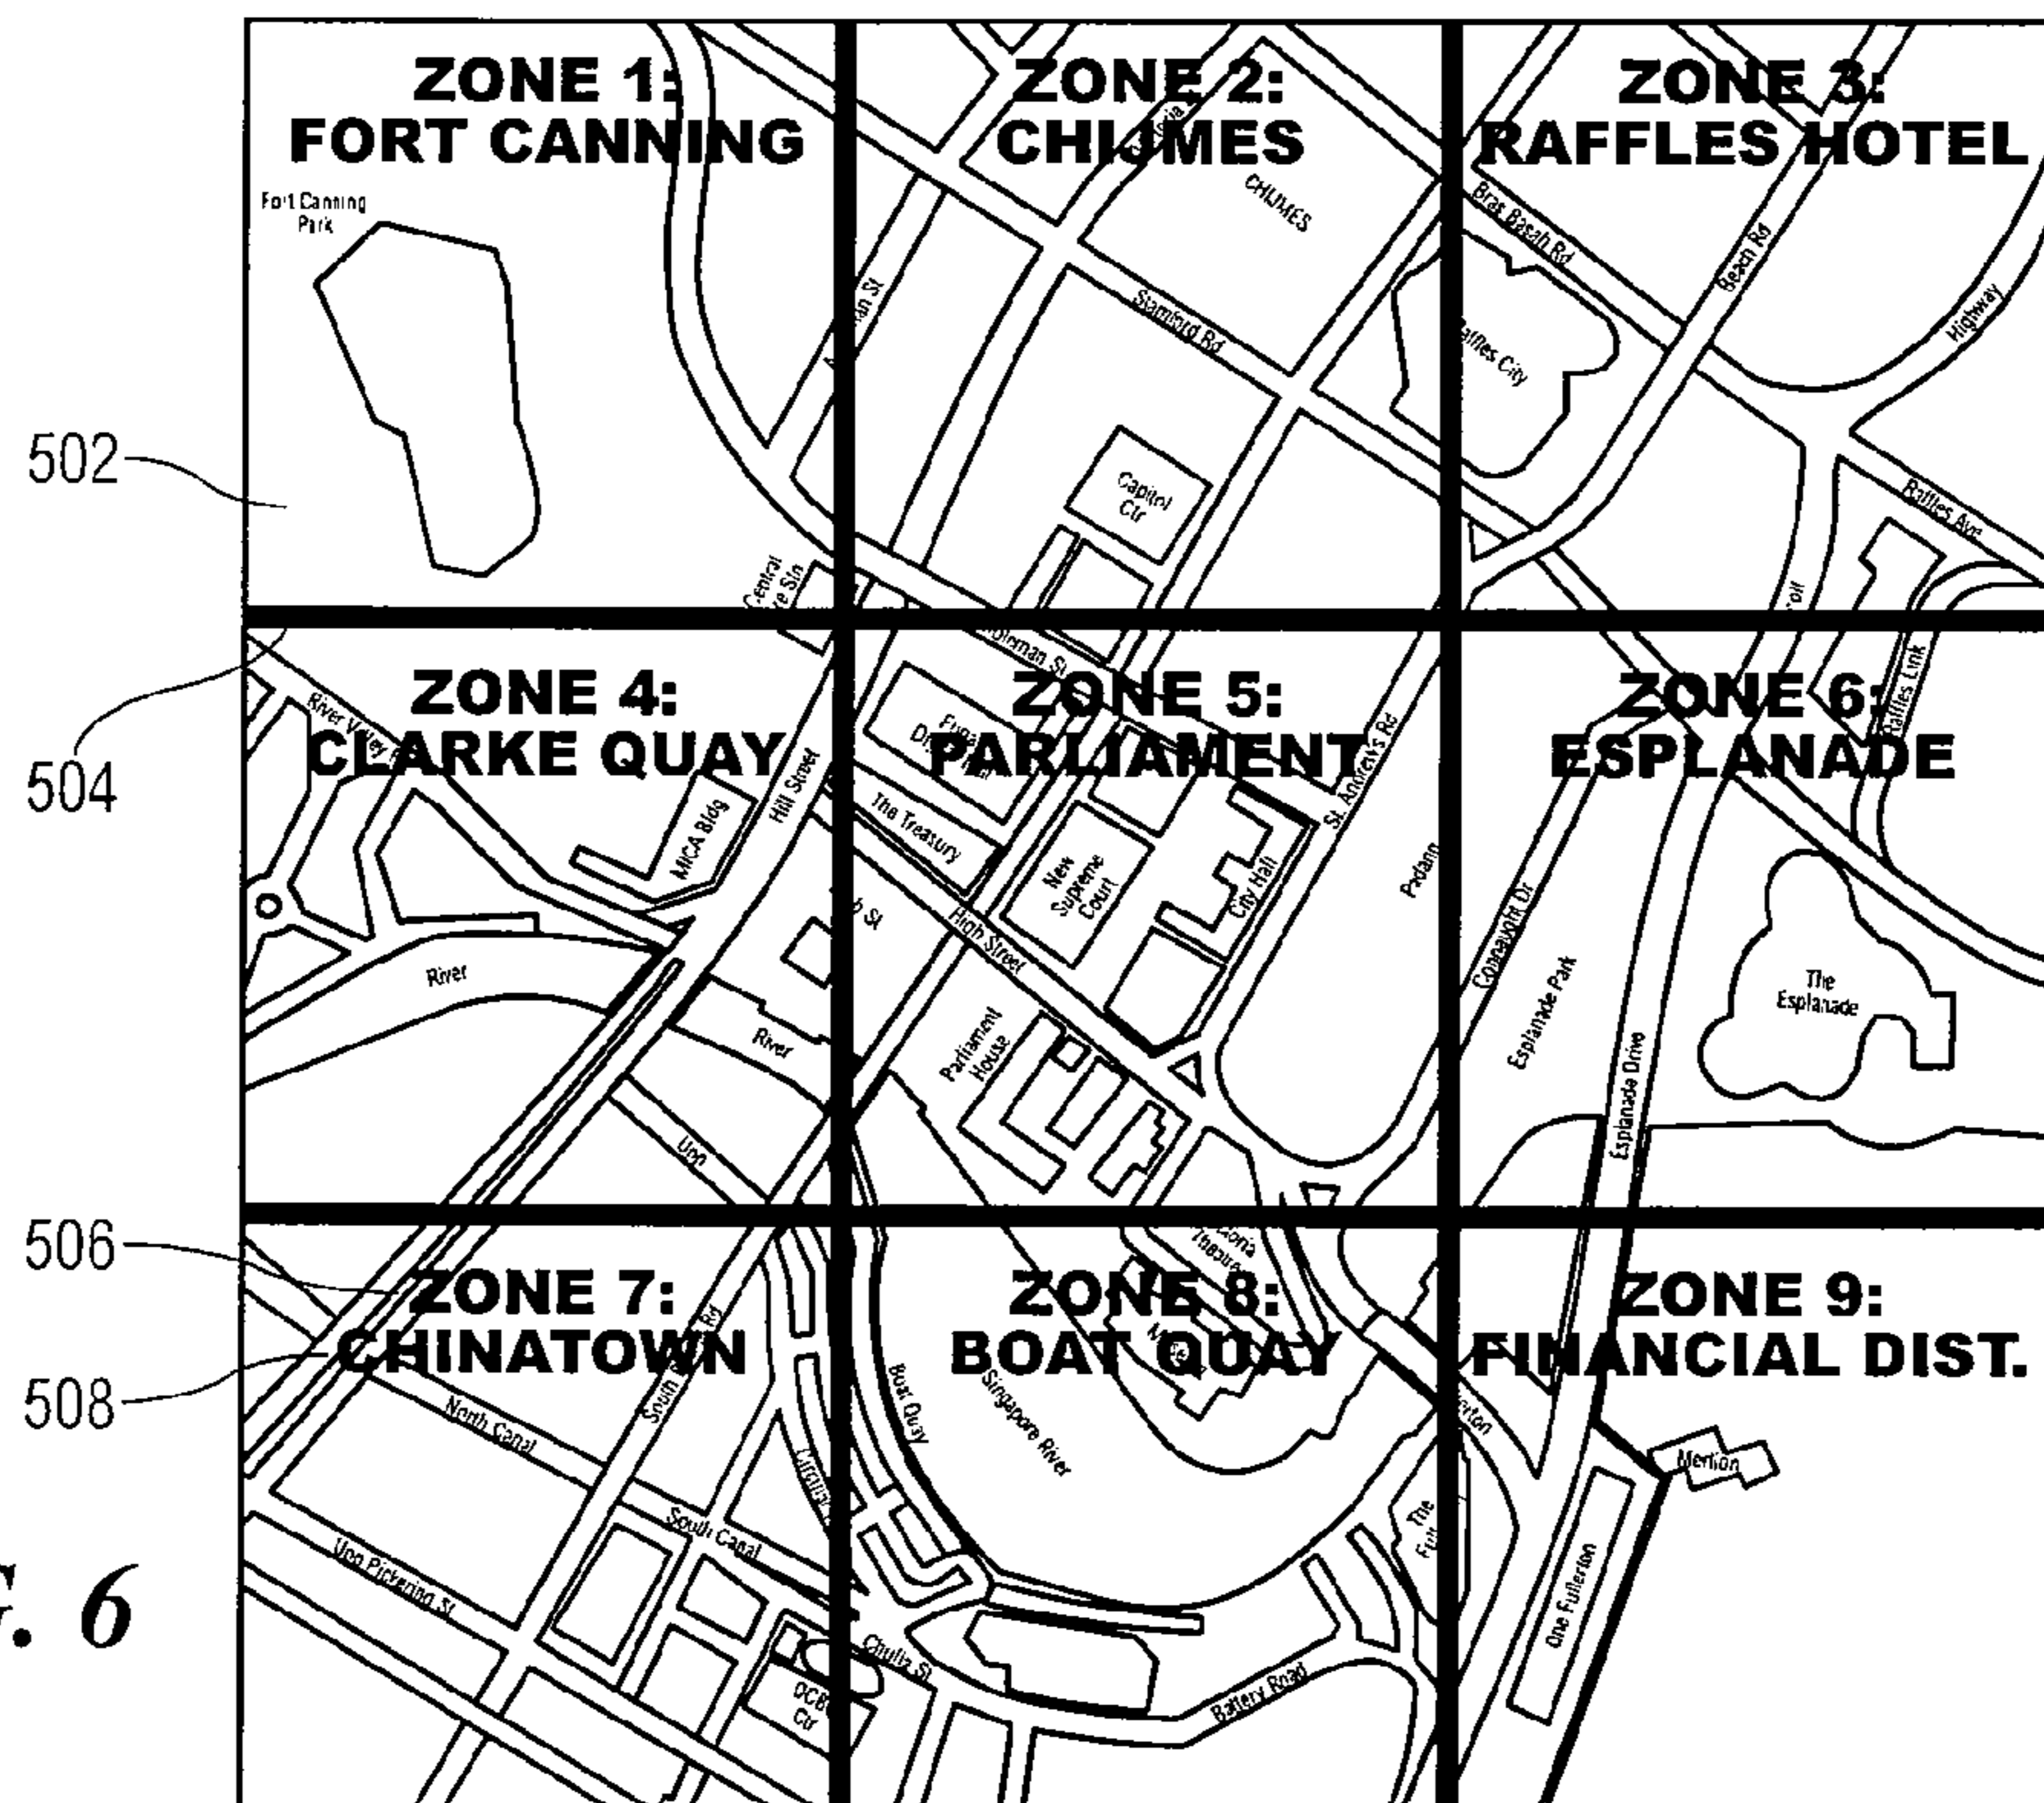 ZONE 1:
FORT CANNING
ZONE 2:
CHIJMES
ZONE 3:
RAFFLES HOTEL
Fort Canning
Park
CHIJMES
Bras Basah Rd
Beach Rd
Highway
Stamford Rd
Raffles City
Capitol
Ctr
Raffles Ave
Central
502
504
ZONE 4:
CLARKE QUAY
ZONE 5:
PARLIAMENT
ZONE 6:
ESPLANADE
River Valley
Hill Street
MICA Bldg
The Treasury
New
Supreme
Court
City Hall
St. Andrew's Rd
Padang
Raffles Link
Connaught Dr
Esplanade Park
The
Esplanade
Esplanade Drive
River
River
High Street
Parliament
House
Upp
506
508
ZONE 7:
CHINATOWN
ZONE 8:
BOAT QUAY
ZONE 9:
FINANCIAL DIST.
North Canal
South
Rd
South Canal
Upp Pickering St
OCBC
Ctr
Boat Quay
Singapore River
Theatre
Chulia St
Battery Road
The
Merlion
One Fullerton
6